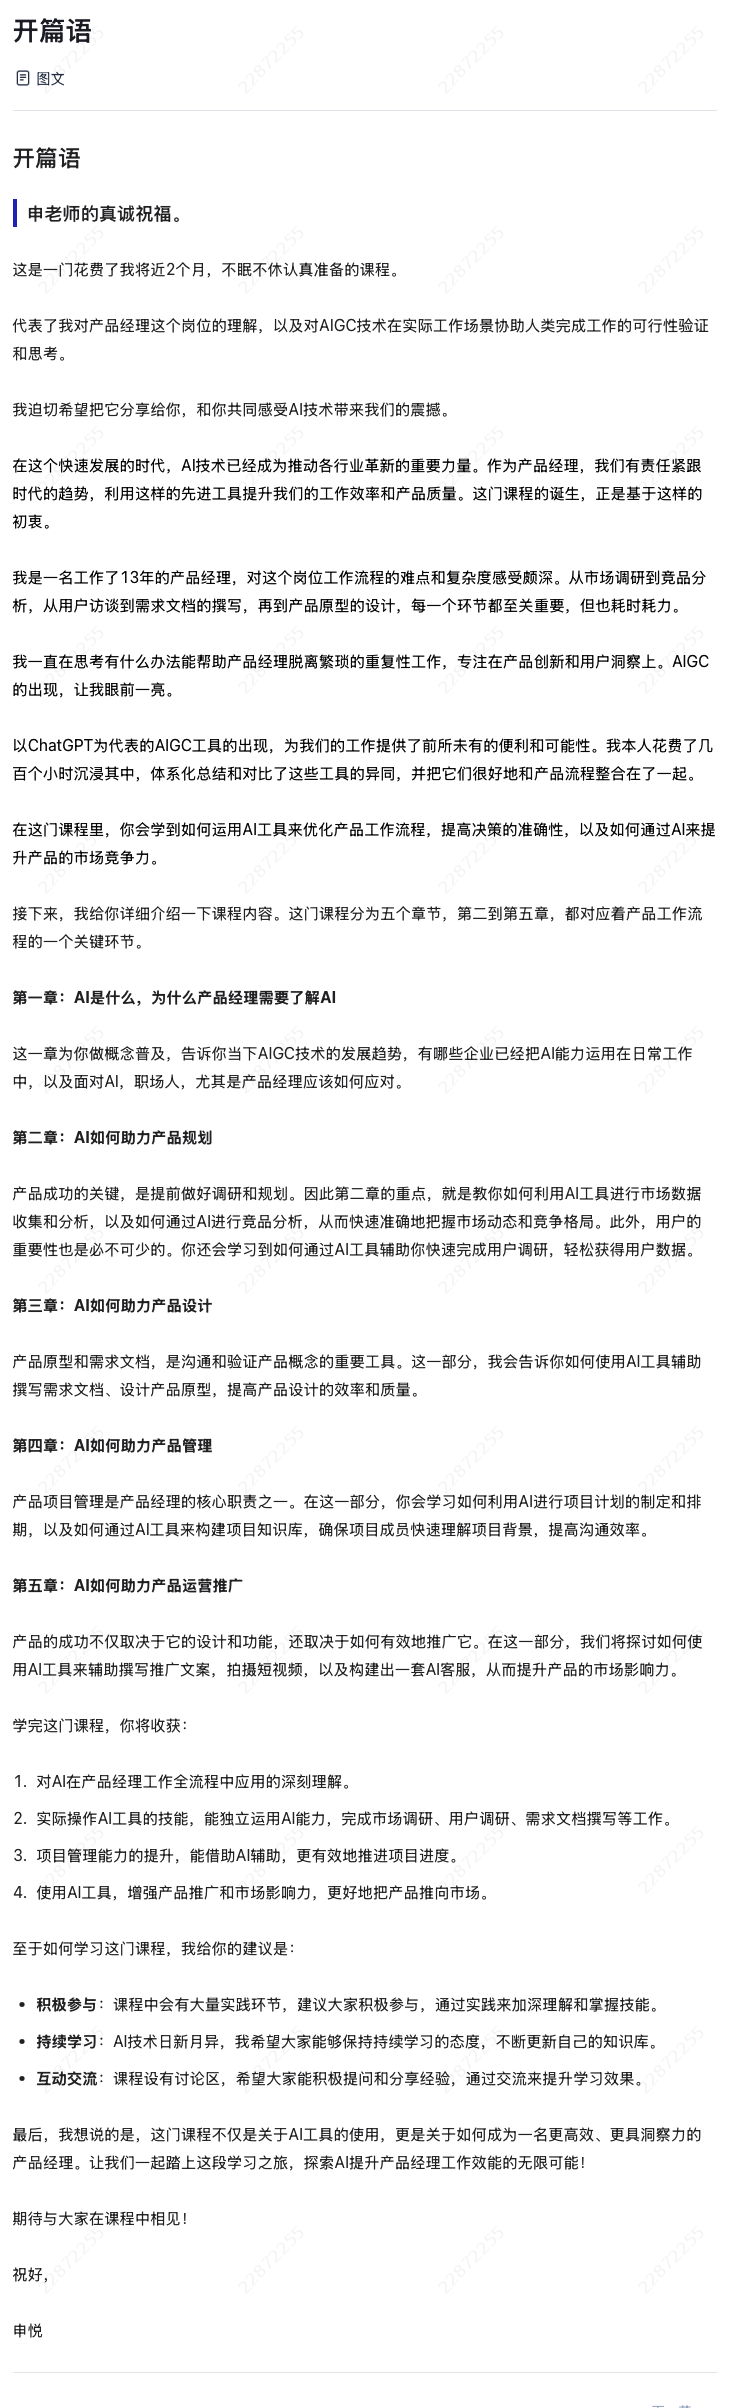 开篇语
图文
开篇语
申老师的真诚祝福。
这是一门花费了我将近2个月，不眠不休认真准备的课程。
代表了我对产品经理这个岗位的理解，以及对AIGC技术在实际工作场景协助人类完成工作的可行性验证
和思考。
我迫切希望把它分享给你，和你共同感受AI技术带来我们的震撼。
在这个快速发展的时代，AI技术已经成为推动各行业革新的重要力量。作为产品经理，我们有责任紧跟
时代的趋势，利用这样的先进工具提升我们的工作效率和产品质量。这门课程的诞生，正是基于这样的
初衷。
我是一名工作了13年的产品经理，对这个岗位工作流程的难点和复杂度感受颇深。从市场调研到竞品分
析，从用户访谈到需求文档的撰写，再到产品原型的设计，每一个环节都至关重要，但也耗时耗力。
我一直在思考有什么办法能帮助产品经理脱离繁琐的重复性工作，专注在产品创新和用户洞察上。AIGC
的出现，让我眼前一亮。
以ChatGPT为代表的AIGC工具的出现，为我们的工作提供了前所未有的便利和可能性。我本人花费了几
百个小时沉浸其中，体系化总结和对比了这些工具的异同，并把它们很好地和产品流程整合在了一起。
在这门课程里，你会学到如何运用AI工具来优化产品工作流程，提高决策的准确性，以及如何通过AI来提
升产品的市场竞争力。
接下来，我给你详细介绍一下课程内容。这门课程分为五个章节，第二到第五章，都对应着产品工作流
程的一个关键环节。
第一章：AI是什么，为什么产品经理需要了解AI
这一章为你做概念普及，告诉你当下AIGC技术的发展趋势，有哪些企业已经把AI能力运用在日常工作
中，以及面对AI，职场人，尤其是产品经理应该如何应对。
第二章：AI如何助力产品规划
产品成功的关键，是提前做好调研和规划。因此第二章的重点，就是教你如何利用AI工具进行市场数据
收集和分析，以及如何通过AI进行竞品分析，从而快速准确地把握市场动态和竞争格局。此外，用户的
重要性也是必不可少的。你还会学习到如何通过AI工具辅助你快速完成用户调研，轻松获得用户数据。
第三章：AI如何助力产品设计
产品原型和需求文档，是沟通和验证产品概念的重要工具。这一部分，我会告诉你如何使用AI工具辅助
撰写需求文档、设计产品原型，提高产品设计的效率和质量。
第四章：AI如何助力产品管理
产品项目管理是产品经理的核心职责之一。在这一部分，你会学习如何利用AI进行项目计划的制定和排
期，以及如何通过AI工具来构建项目知识库，确保项目成员快速理解项目背景，提高沟通效率。
第五章：AI如何助力产品运营推广
产品的成功不仅取决于它的设计和功能，还取决于如何有效地推广它。在这一部分，我们将探讨如何使
用AI工具来辅助撰写推广文案，拍摄短视频，以及构建出一套AI客服，从而提升产品的市场影响力。
学完这门课程，你将收获：
1. 对AI在产品经理工作全流程中应用的深刻理解。
2. 实际操作AI工具的技能，能独立运用AI能力，完成市场调研、用户调研、需求文档撰写等工作。
3. 项目管理能力的提升，能借助AI辅助，更有效地推进项目进度。
4. 使用AI工具，增强产品推广和市场影响力，更好地把产品推向市场。
至于如何学习这门课程，我给你的建议是：
• 积极参与：课程中会有大量实践环节，建议大家积极参与，通过实践来加深理解和掌握技能。
• 持续学习：AI技术日新月异，我希望大家能够保持持续学习的态度，不断更新自己的知识库。
• 互动交流：课程设有讨论区，希望大家能积极提问和分享经验，通过交流来提升学习效果。
最后，我想说的是，这门课程不仅是关于AI工具的使用，更是关于如何成为一名更高效、更具洞察力的
产品经理。让我们一起踏上这段学习之旅，探索AI提升产品经理工作效能的无限可能！
期待与大家在课程中相见！
祝好，
申悦
22872255